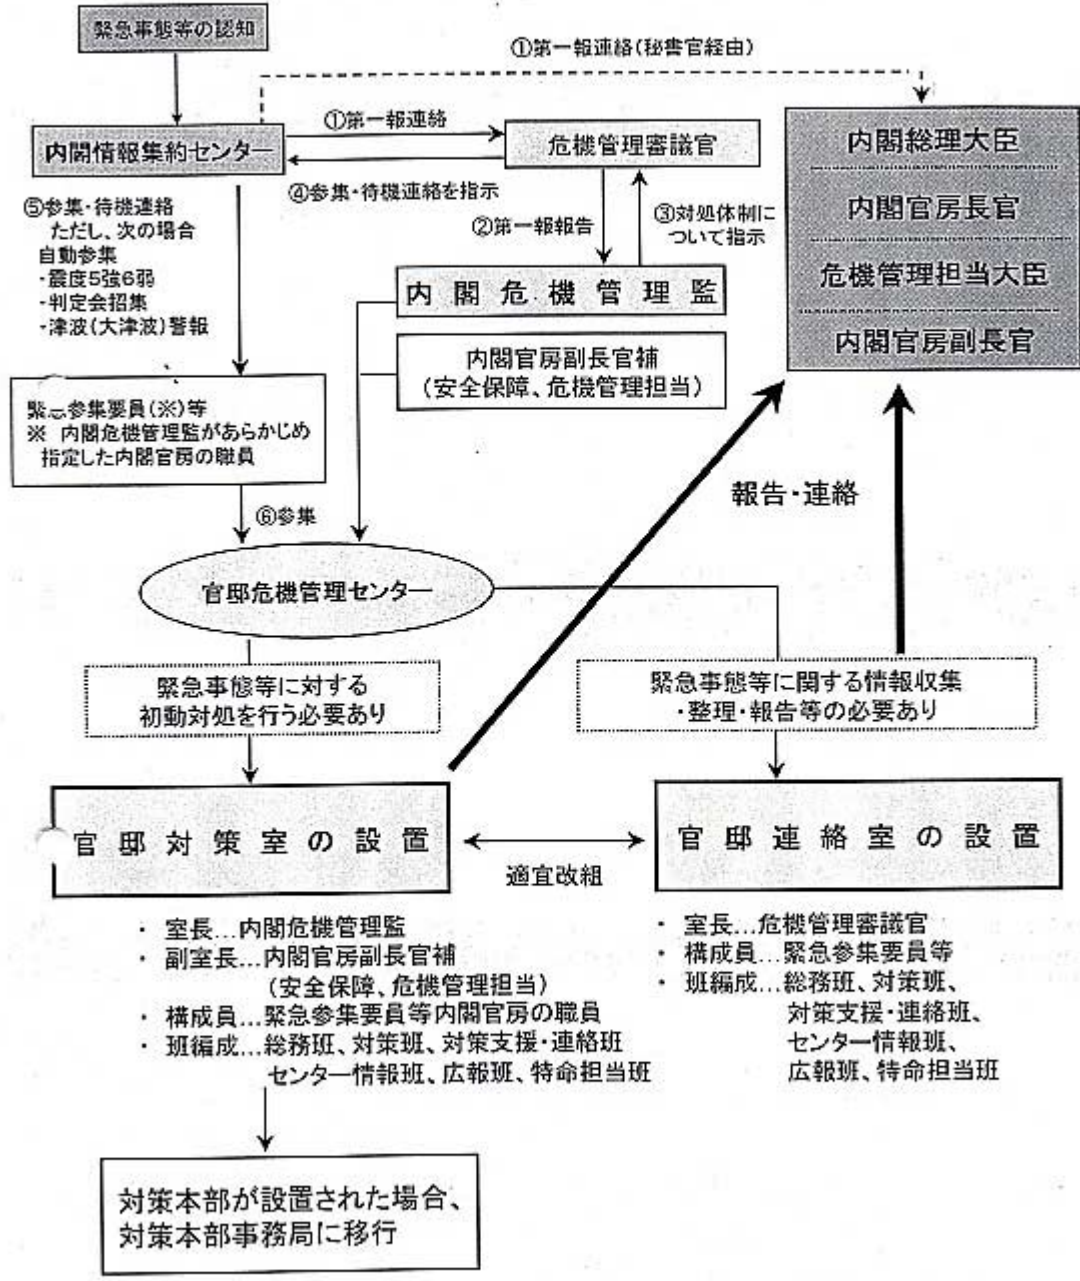 緊急事態等の認知
①第一報連絡(秘書官経由)
内閣情報集約センター
①第一報連絡
危機管理審議官
④参集・待機連絡を指示
②第一報報告
③対処体制に
ついて指示
内閣総理大臣
内閣官房長官
危機管理担当大臣
内閣官房副長官
⑤参集・待機連絡
ただし、次の場合
自動参集
・震度5強6弱
・判定会招集
・津波(大津波)警報
内閣危機管理監
内閣官房副長官補
(安全保障、危機管理担当)
緊急参集要員(※)等
※ 内閣危機管理監があらかじめ
指定した内閣官房の職員
⑥参集
報告・連絡
官邸危機管理センター
緊急事態等に対する
初動対処を行う必要あり
緊急事態等に関する情報収集
・整理・報告等の必要あり
官邸対策室の設置
適宜改組
官邸連絡室の設置
・ 室長…内閣危機管理監
・ 副室長…内閣官房副長官補
(安全保障、危機管理担当)
・ 構成員…緊急参集要員等内閣官房の職員
・ 班編成…総務班、対策班、対策支援・連絡班
センター情報班、広報班、特命担当班
・ 室長…危機管理審議官
・ 構成員…緊急参集要員等
・ 班編成…総務班、対策班、
対策支援・連絡班、
センター情報班、
広報班、特命担当班
対策本部が設置された場合、
対策本部事務局に移行